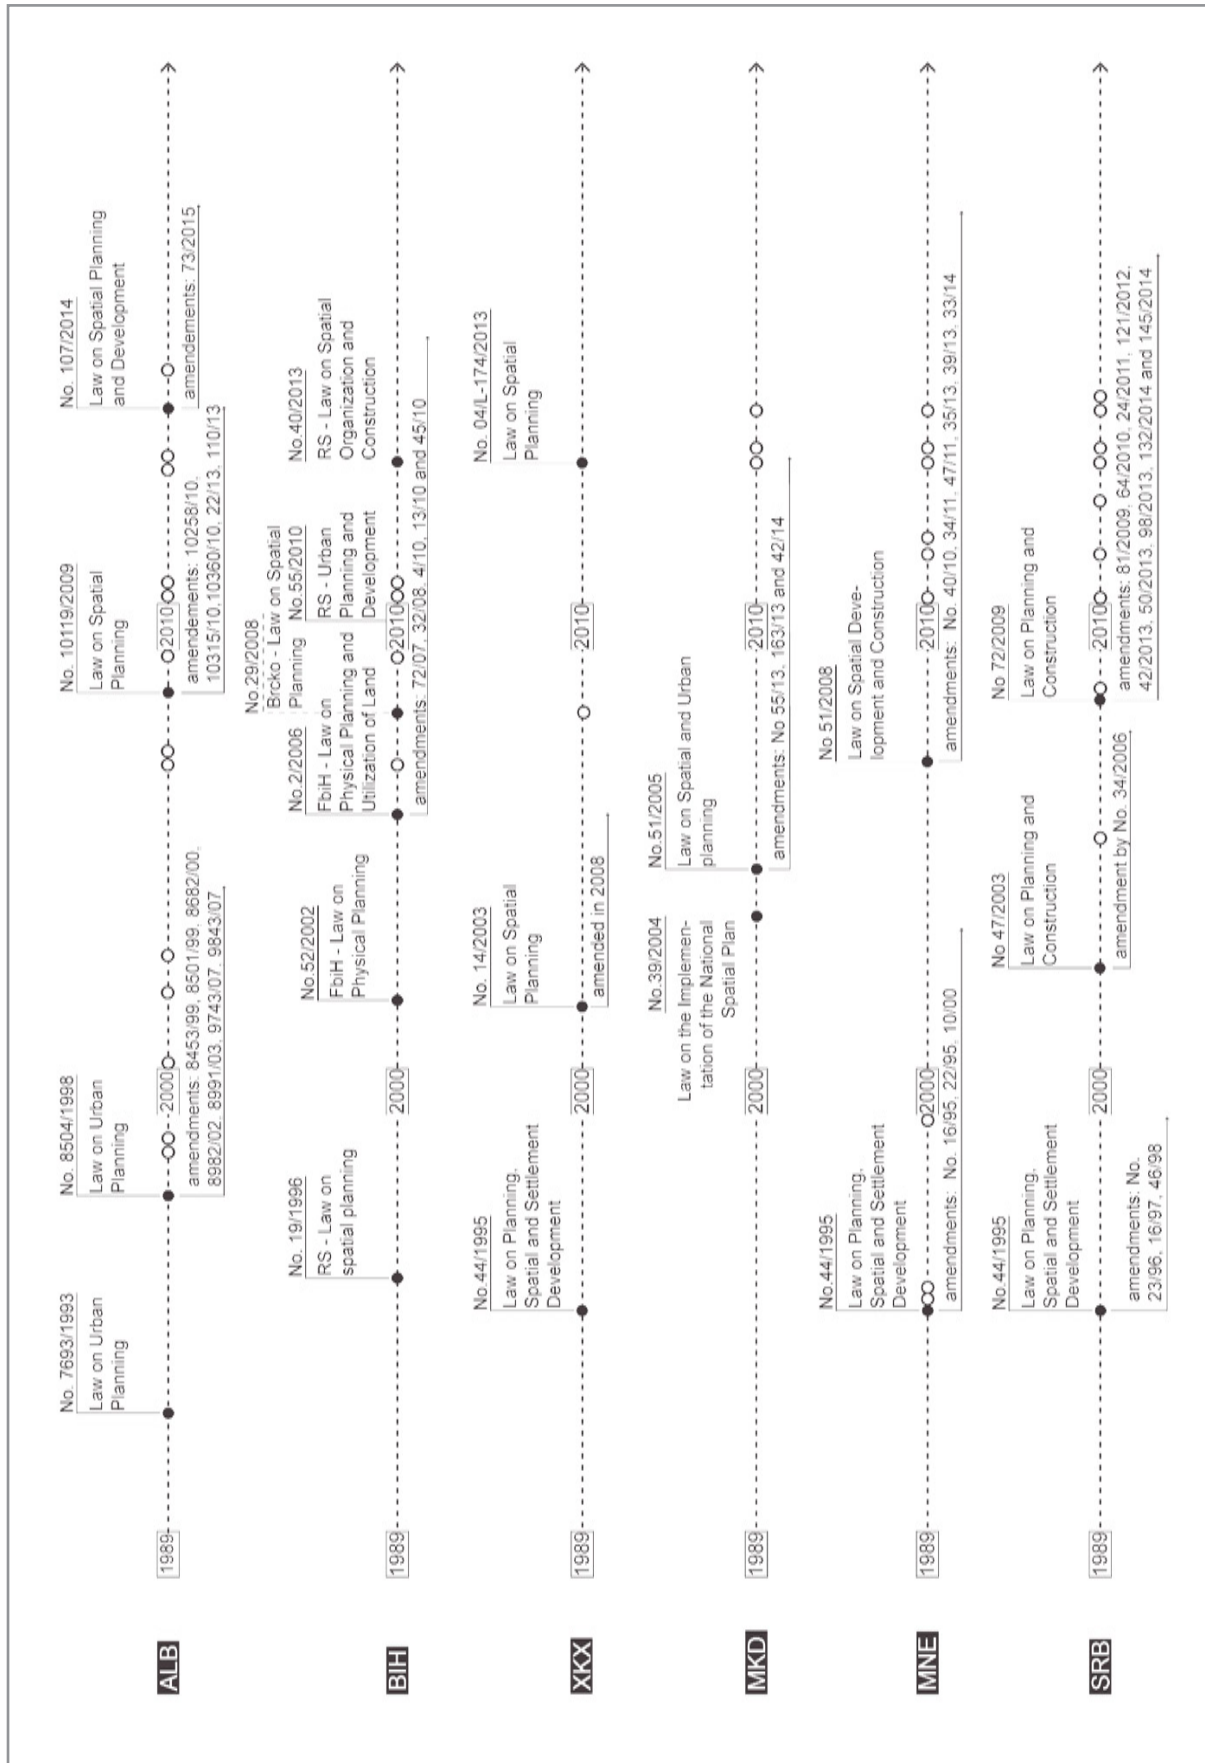 ALB
No. 7693/1993
Law on Urban
Planning
No. 8504/1998
Law on Urban
Planning
No. 10119/2009
Law on Spatial
Planning
No. 107/2014
Law on Spatial Planning
and Development
1989
2000
2010
amendments: 8453/99, 8501/99, 8682/00,
8982/02. 8991/03, 9743/07. 9843/07
amendements: 10258/10,
10315/10,10360/10, 22/13, 110/13
amendements: 73/2015
BIH
No. 19/1996
RS - Law on
spatial planning
No.52/2002
FbiH - Law on
Physical Planning
No.2/2006
FbiH - Law on
Physical Planning and
Utilization of Land
No.29/2008
Brcko - Law on Spatial
Planning
No.55/2010
RS - Urban
Planning and
Development
No.40/2013
RS - Law on Spatial
Organization and
Construction
1989
2000
2010
amendments: 72/07, 32/08. 4/10, 13/10 and 45/10
XKX
No.44/1995
Law on Planning,
Spatial and Settlement
Development
No. 14/2003
Law on Spatial
Planning
No. 04/L-174/2013
Law on Spatial
Planning
1989
2000
2010
amended in 2008
MKD
No.39/2004
Law on the Implemen-
tation of the National
Spatial Plan
No.51/2005
Law on Spatial and Urban
planning
1989
2000
2010
amendments: No 55/13, 163/13 and 42/14
MNE
No.44/1995
Law on Planning,
Spatial and Settlement
Development
No 51/2008
Law on Spatial Deve-
lopment and Construction
1989
2000
2010
amendments: No. 16/95, 22/95, 10/00
amendments: No. 40/10, 34/11, 47/11, 35/13, 39/13, 33/14
SRB
No.44/1995
Law on Planning,
Spatial and Settlement
Development
No 47/2003
Law on Planning and
Construction
No 72/2009
Law on Planning and
Construction
1989
2000
2010
amendments: No.
23/96, 16/97, 46/98
amendment by No. 34/2006
amendments: 81/2009, 64/2010, 24/2011, 121/2012,
42/2013, 50/2013, 98/2013, 132/2014 and 145/2014